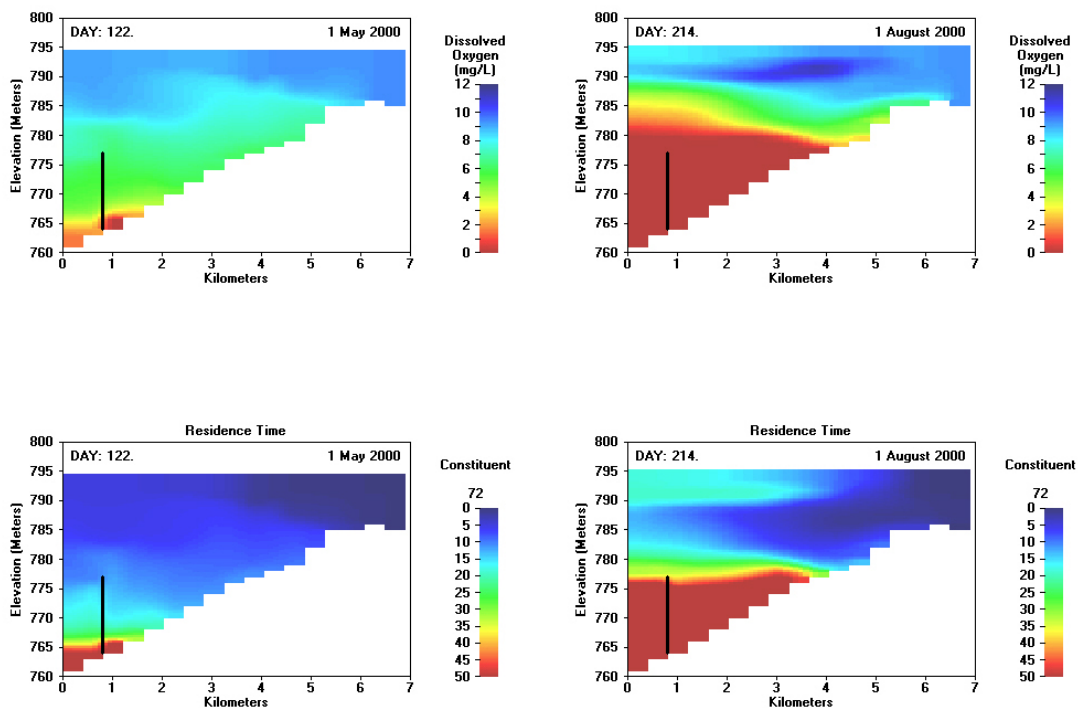 DAY: 122. 1 May 2000
Elevation (Meters)
800
795
790
785
780
775
770
765
760
0 1 2 3 4 5 6 7
Kilometers
Dissolved
Oxygen
(mg/L)
12
10
8
6
4
2
0
DAY: 214. 1 August 2000
Elevation (Meters)
800
795
790
785
780
775
770
765
760
0 1 2 3 4 5 6 7
Kilometers
Dissolved
Oxygen
(mg/L)
12
10
8
6
4
2
0
Residence Time
DAY: 122. 1 May 2000
Elevation (Meters)
800
795
790
785
780
775
770
765
760
0 1 2 3 4 5 6 7
Kilometers
Constituent
72
0
5
10
15
20
25
30
35
40
45
50
Residence Time
DAY: 214. 1 August 2000
Elevation (Meters)
800
795
790
785
780
775
770
765
760
0 1 2 3 4 5 6 7
Kilometers
Constituent
72
0
5
10
15
20
25
30
35
40
45
50